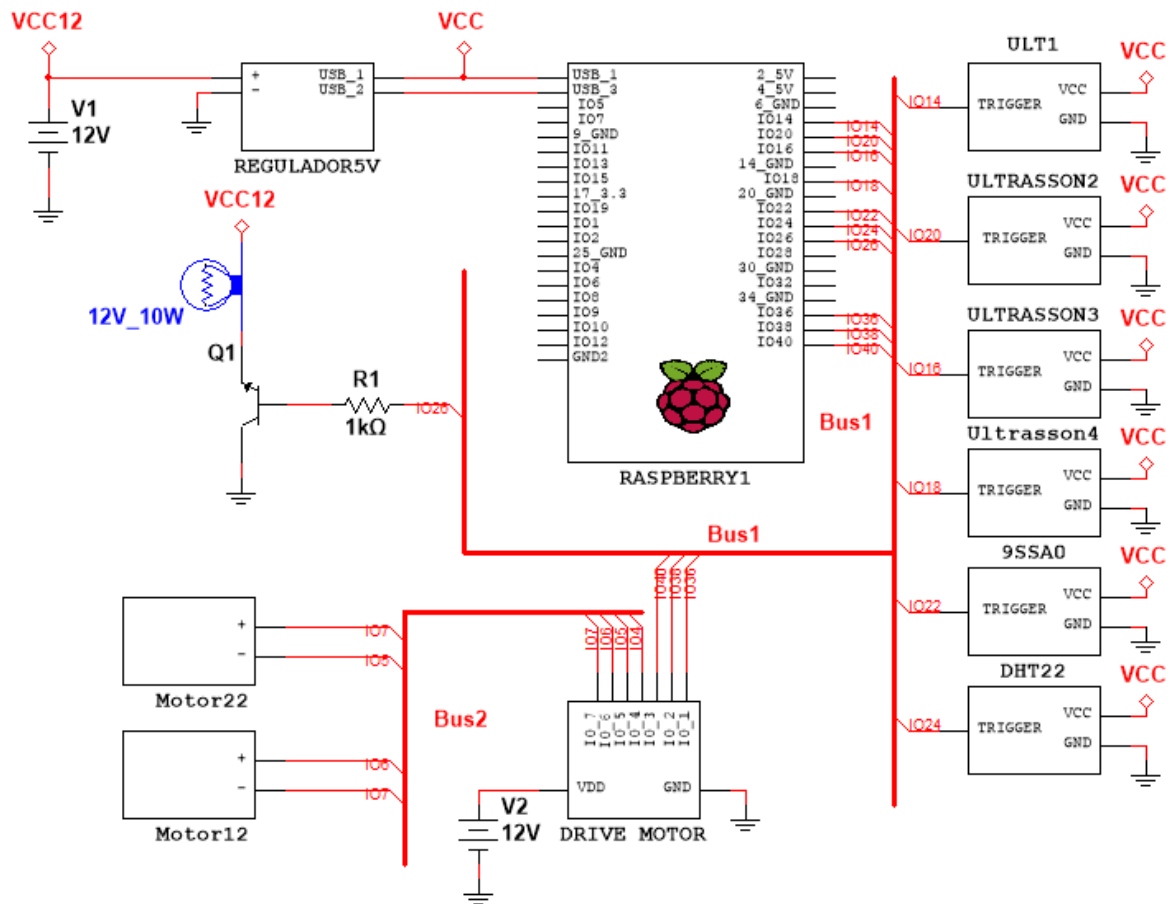 VCC12
VCC
V1
12V
+
-
USB_1
USB_2
REGULADOR5V
USB_1
USB_3
IO5
IO7
9_GND
IO11
IO13
IO15
17_3.3
IO19
IO1
IO2
25_GND
IO4
IO6
IO8
IO9
IO10
IO12
GND2
2_5V
4_5V
6_GND
IO14
IO20
IO16
14_GND
IO18
20_GND
IO22
IO24
IO26
IO28
30_GND
IO32
34_GND
IO36
IO38
IO40
RASPBERRY1
IO14
IO20
IO16
IO18
IO22
IO24
IO26
IO36
IO38
IO40
Bus1
VCC12
12V_10W
Q1
R1
1kΩ
IO26
Bus1
ULT1
VCC
IO14
TRIGGER
VCC
GND
ULTRASSON2
VCC
IO20
TRIGGER
VCC
GND
ULTRASSON3
VCC
IO16
TRIGGER
VCC
GND
Ultrasson4
VCC
IO18
TRIGGER
VCC
GND
9SSA0
VCC
IO22
TRIGGER
VCC
GND
DHT22
VCC
IO24
TRIGGER
VCC
GND
IO40
IO38
IO36
IO7
IO6
IO5
IO4
IO_7
IO_6
IO_5
IO_4
IO_3
IO_2
IO_1
VDD
GND
DRIVE MOTOR
V2
12V
Bus2
+
-
IO7
Motor22
+
-
IO6
IO7
Motor12